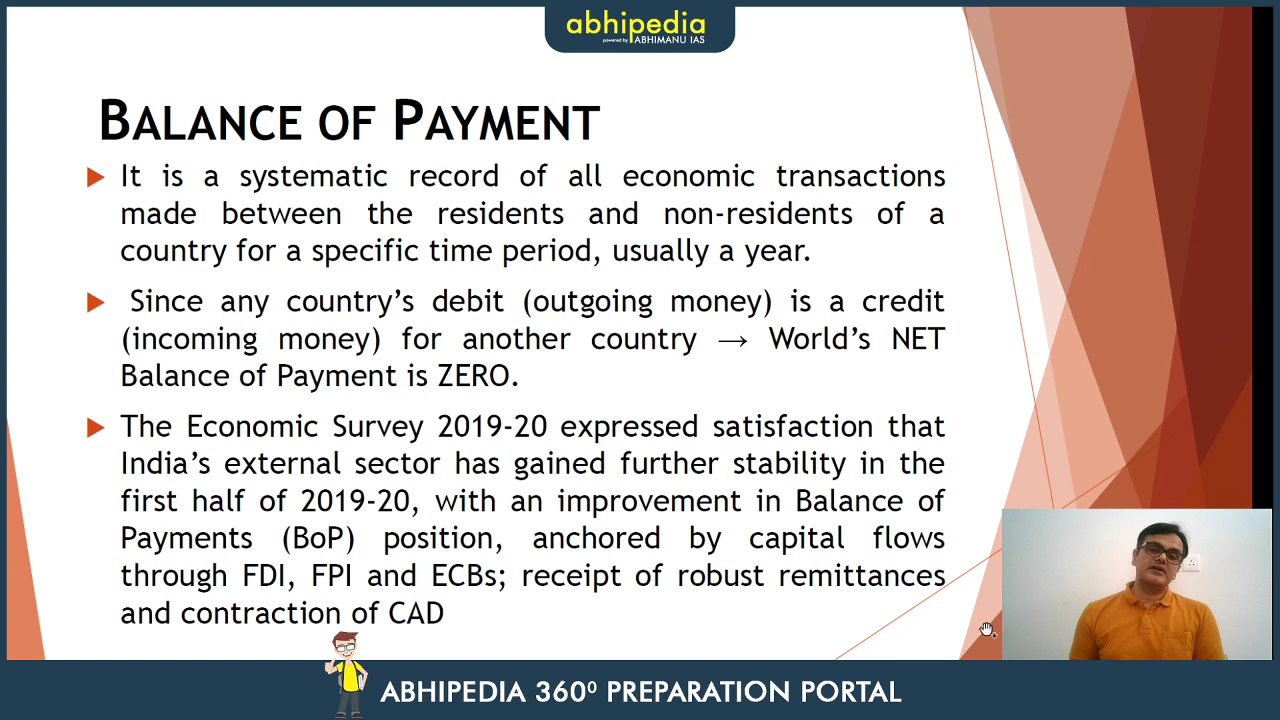 abhipedia
powered by ABHIMANU IAS
BALANCE OF PAYMENT
It is a systematic record of all economic transactions
made between the residents and non-residents of a
country for a specific time period, usually a year.
Since any country’s debit (outgoing money) is a credit
(incoming money) for another country → World’s NET
Balance of Payment is ZERO.
The Economic Survey 2019-20 expressed satisfaction that
India’s external sector has gained further stability in the
first half of 2019-20, with an improvement in Balance of
Payments (BoP) position, anchored by capital flows
through FDI, FPI and ECBs; receipt of robust remittances
and contraction of CAD
ABHIPEDIA 360⁰ PREPARATION PORTAL